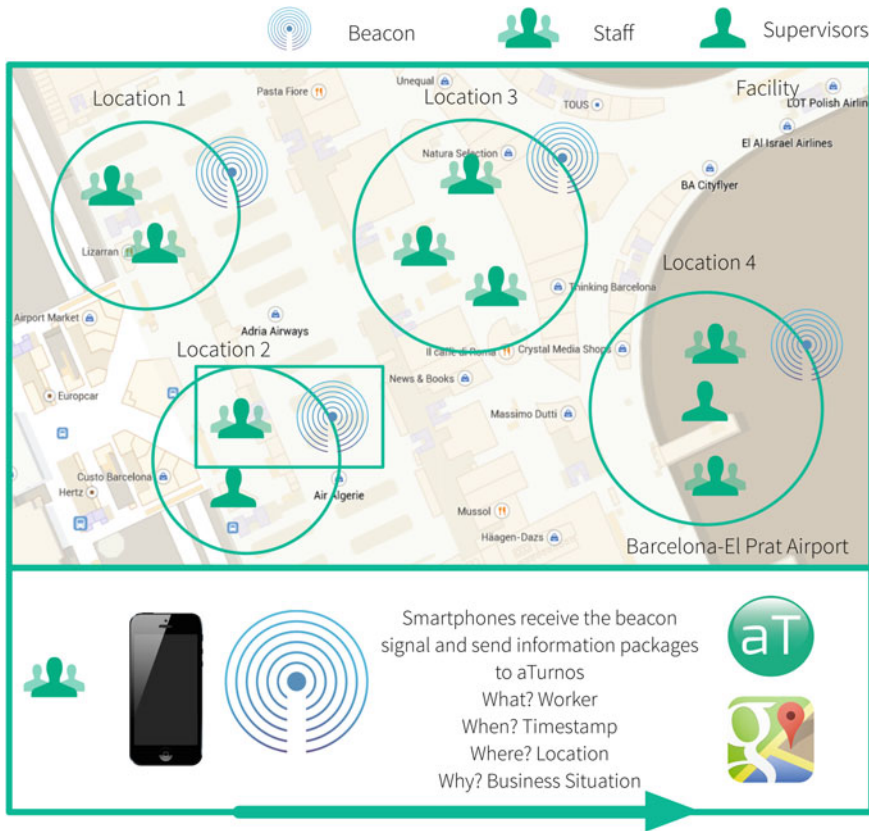 Beacon
Staff
Supervisors
Location 1
Pasta Fiore
Unequal
Location 3
TOUS
Facility
LOT Polish Airlin
El Al Israel Airlines
Natura Selection
BA Cityflyer
Lizarran
Location 4
Thinking Barcelona
Airport Market
Adria Airways
Location 2
Il caffè di Roma
Crystal Media Shops
News & Books
Europcar
Massimo Dutti
Custo Barcelona
Hertz
Air Algerie
Mussol
Häagen-Dazs
Barcelona-El Prat Airport
Smartphones receive the beacon
signal and send information packages
to aTurnos
What? Worker
When? Timestamp
Where? Location
Why? Business Situation
aT
g